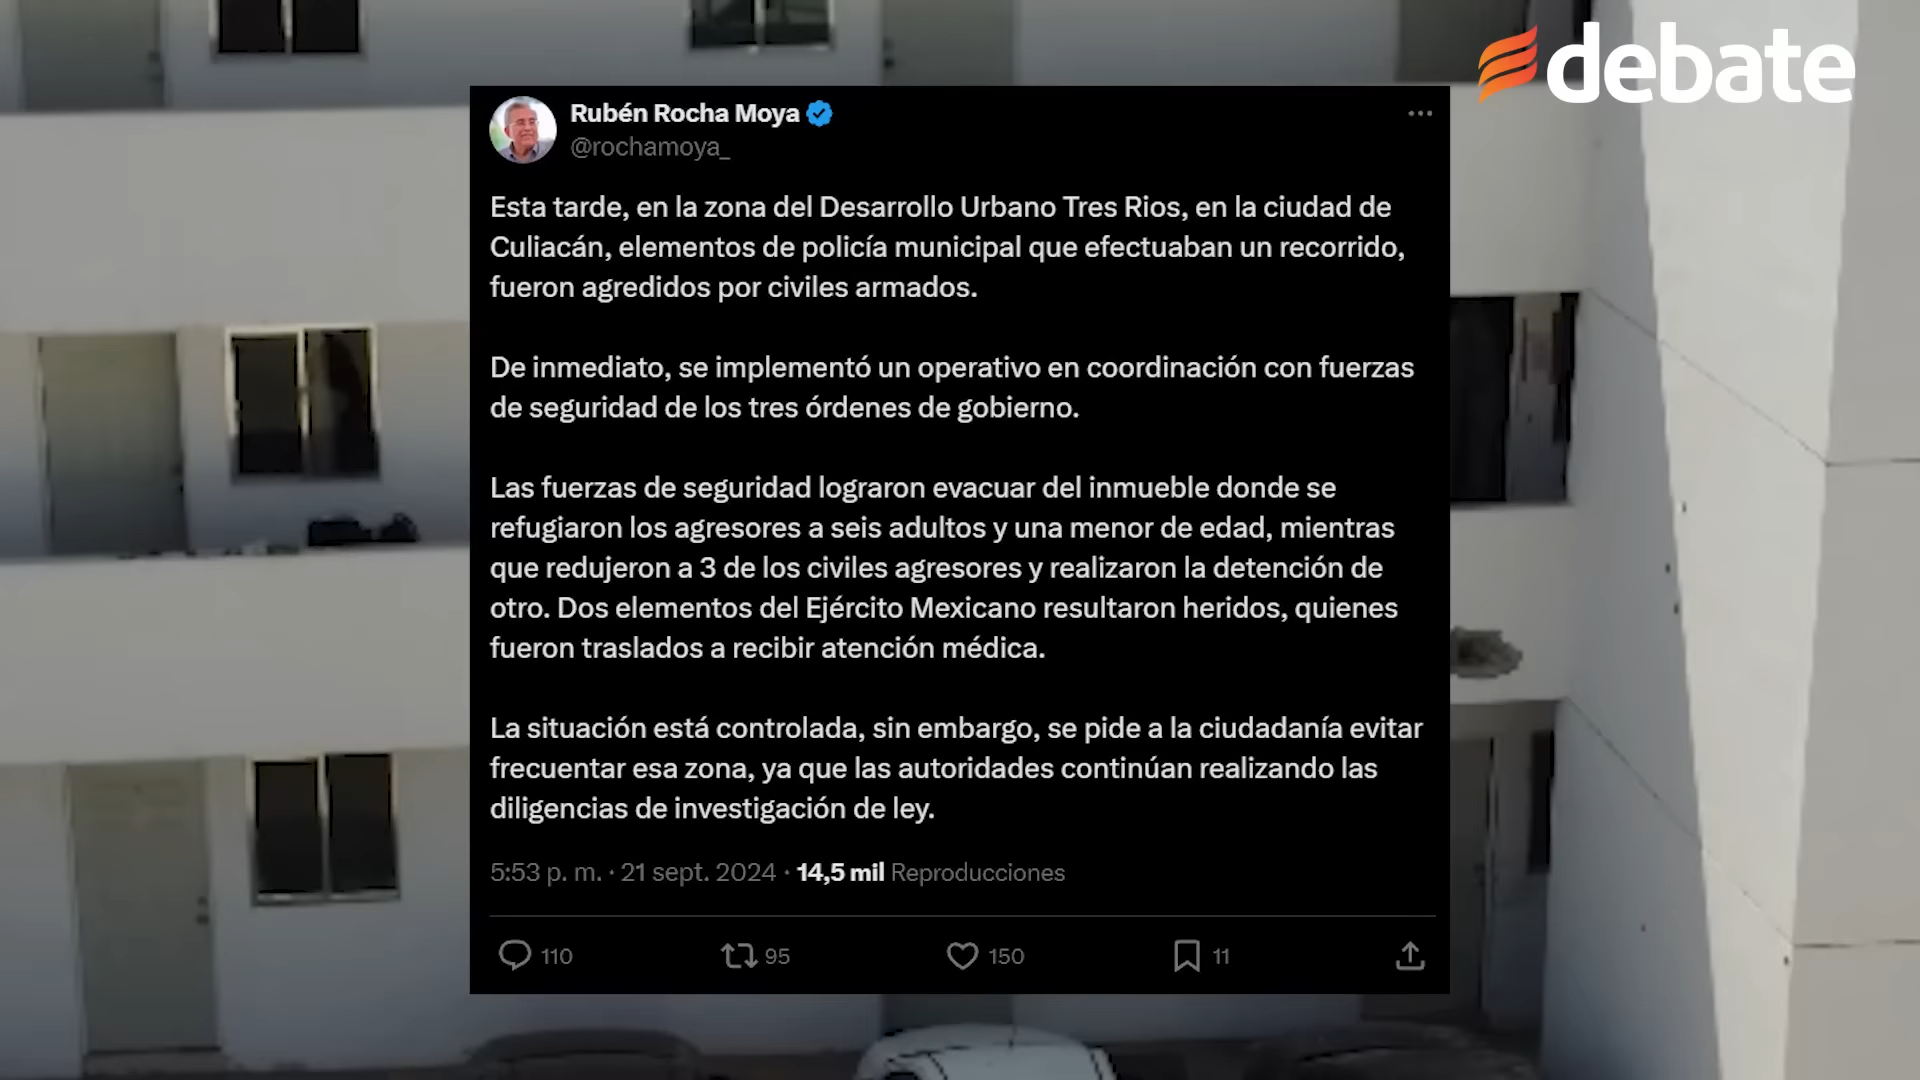 debate
Rubén Rocha Moya
@rochamoya_
Esta tarde, en la zona del Desarrollo Urbano Tres Rios, en la ciudad de
Culiacán, elementos de policía municipal que efectuaban un recorrido,
fueron agredidos por civiles armados.
De inmediato, se implementó un operativo en coordinación con fuerzas
de seguridad de los tres órdenes de gobierno.
Las fuerzas de seguridad lograron evacuar del inmueble donde se
refugiaron los agresores a seis adultos y una menor de edad, mientras
que redujeron a 3 de los civiles agresores y realizaron la detención de
otro. Dos elementos del Ejército Mexicano resultaron heridos, quienes
fueron traslados a recibir atención médica.
La situación está controlada, sin embargo, se pide a la ciudadanía evitar
frecuentar esa zona, ya que las autoridades continúan realizando las
diligencias de investigación de ley.
5:53 p. m. · 21 sept. 2024 · 14,5 mil Reproducciones
110 95 150 11